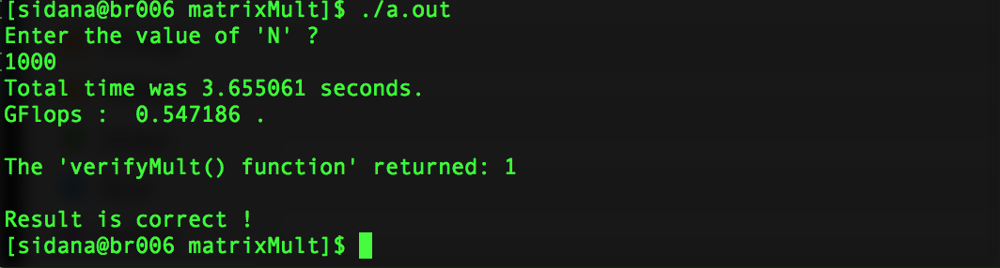 [sidana@br006 matrixMult]$ ./a.out
Enter the value of 'N' ?
1000
Total time was 3.655061 seconds.
GFlops :  0.547186 .
The 'verifyMult() function' returned: 1
Result is correct !
[sidana@br006 matrixMult]$